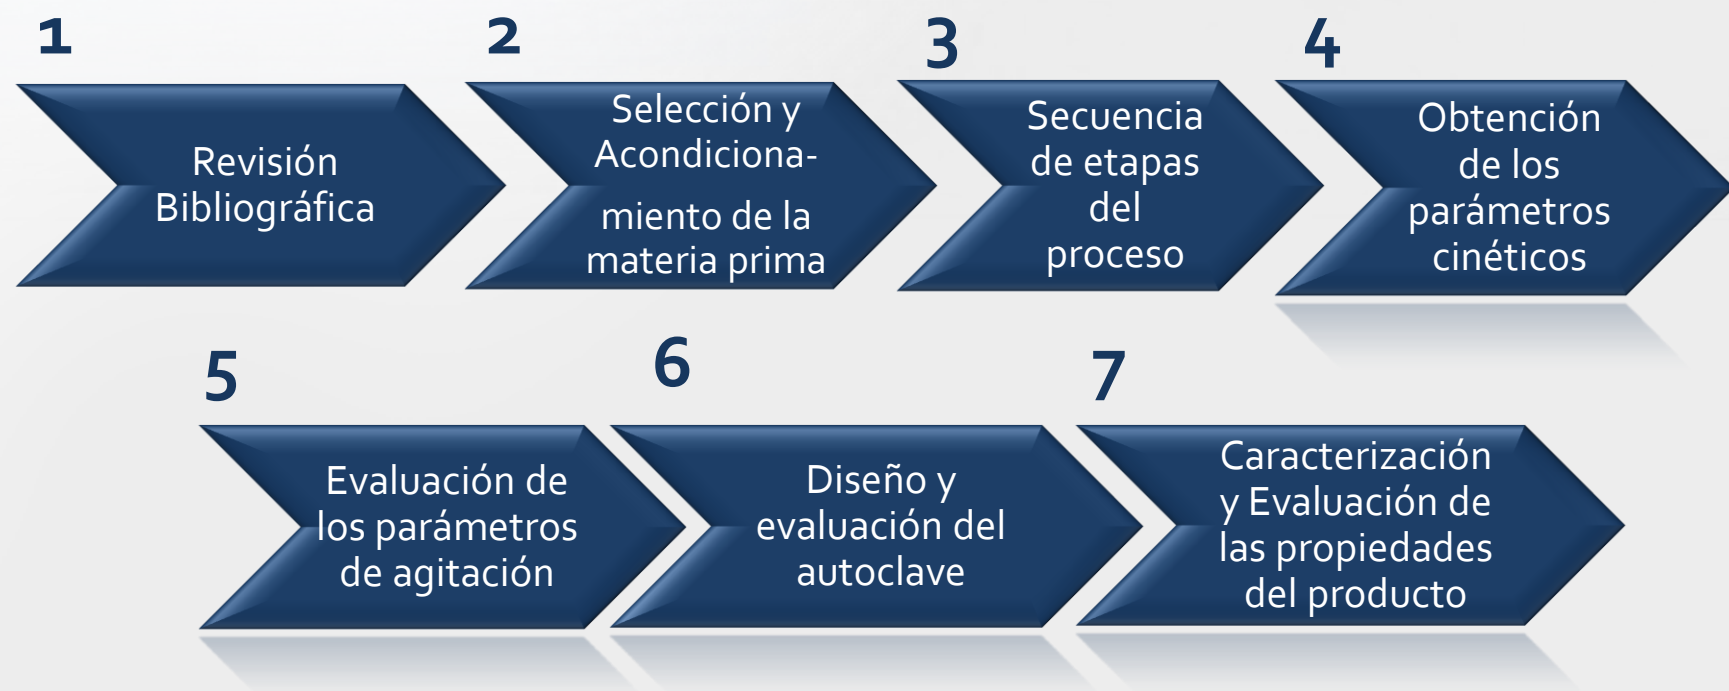 1
Revisión
Bibliográfica
2
Selección y
Acondiciona-
miento de la
materia prima
3
Secuencia
de etapas
del
proceso
4
Obtención
de los
parámetros
cinéticos
5
Evaluación de
los parámetros
de agitación
6
Diseño y
evaluación del
autoclave
7
Caracterización
y Evaluación de
las propiedades
del producto